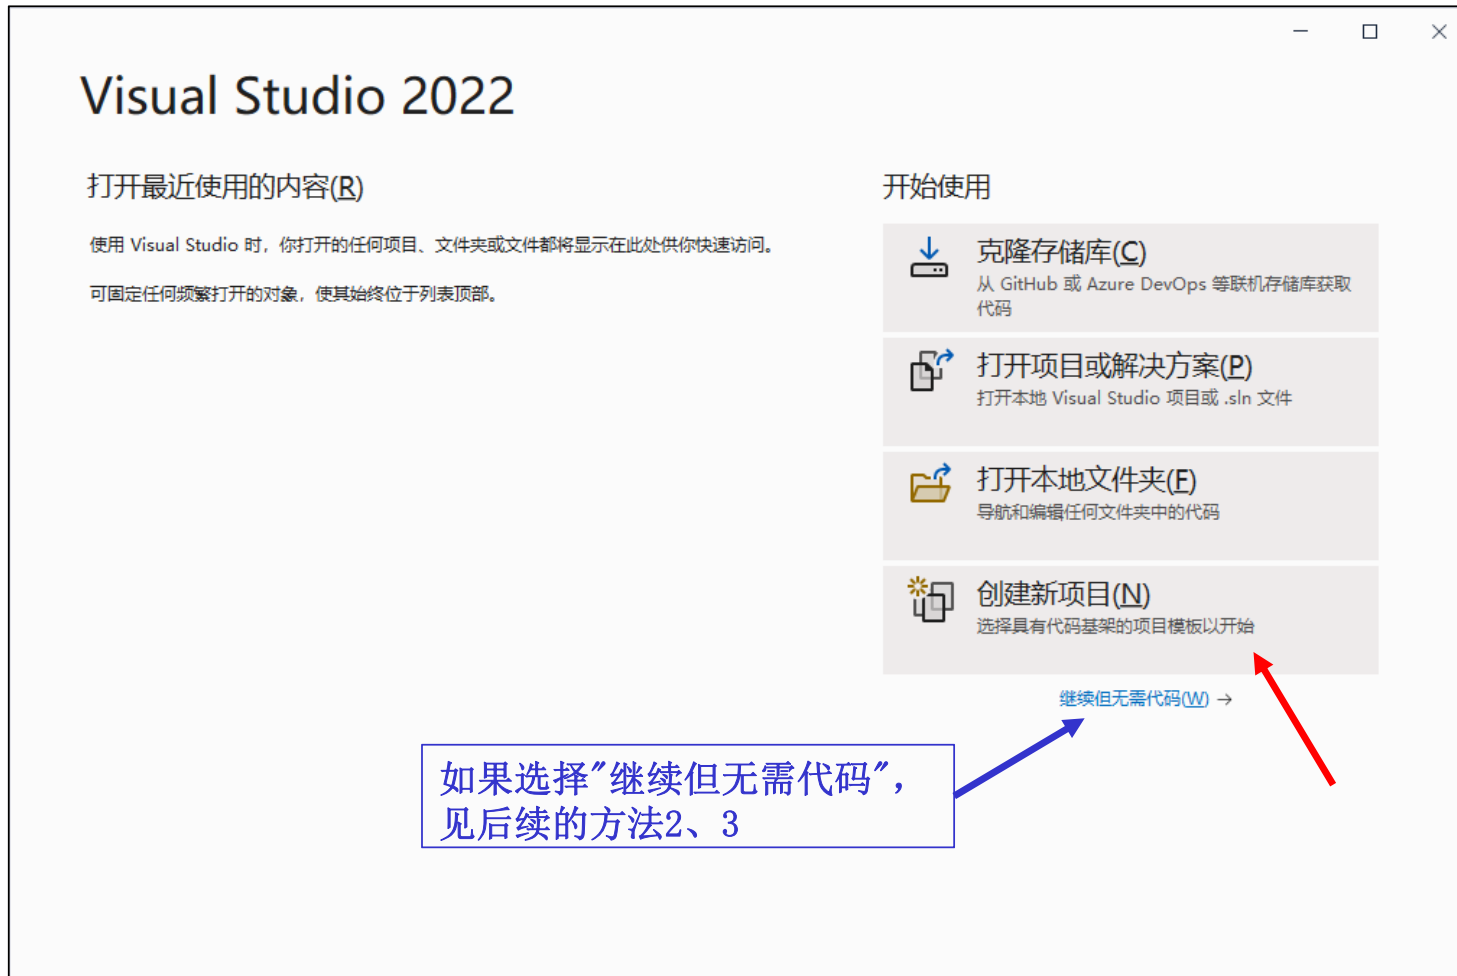 Visual Studio 2022
打开最近使用的内容(R)
使用 Visual Studio 时，你打开的任何项目、文件夹或文件都将显示在此处供你快速访问。
可固定任何频繁打开的对象，使其始终位于列表顶部。
开始使用
克隆存储库(C)
从 GitHub 或 Azure DevOps 等联机存储库获取
代码
打开项目或解决方案(P)
打开本地 Visual Studio 项目或 .sln 文件
打开本地文件夹(F)
导航和编辑任何文件夹中的代码
创建新项目(N)
选择具有代码基架的项目模板以开始
继续但无需代码(W) →
如果选择"继续但无需代码"，
见后续的方法2、3